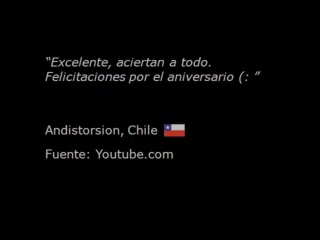 “Excelente, aciertan a todo.
Felicitaciones por el aniversario (: ”
Andistorsion, Chile
Fuente: Youtube.com